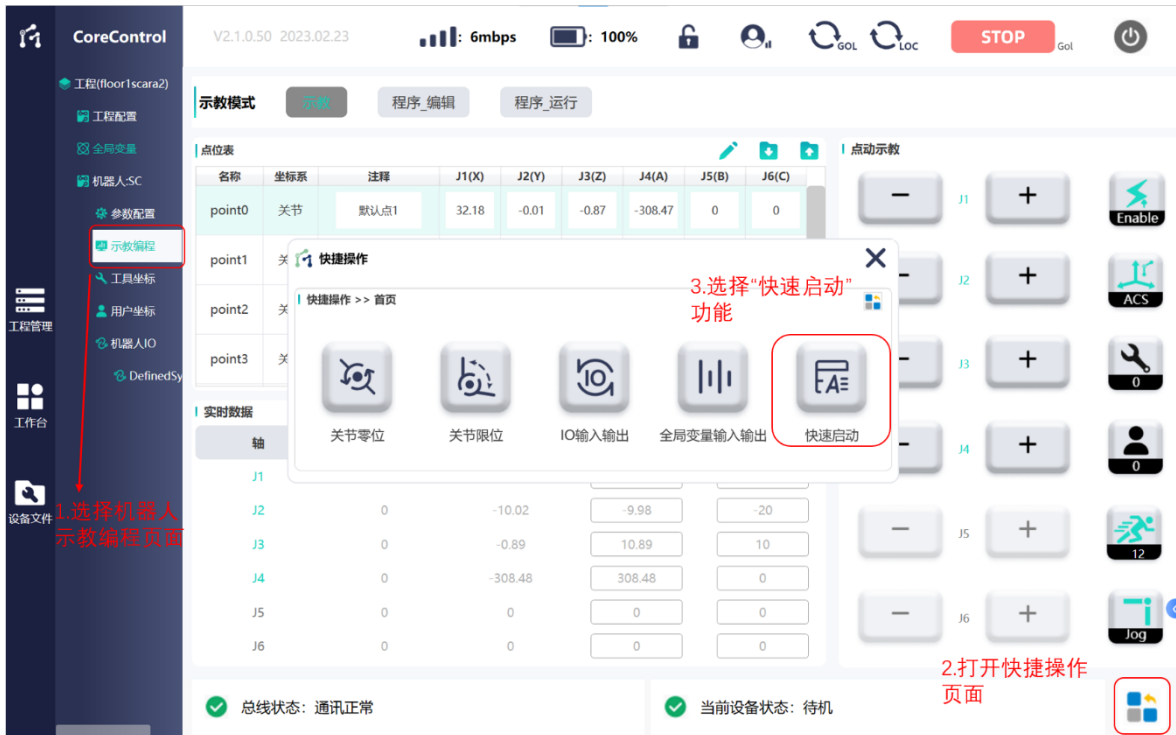 CoreControl
V2.1.0.50 2023.02.23
: 6mbps
: 100%
GOL
LOC
STOP
Gol
工程(floor1scara2)
工程配置
全局变量
机器人:SC
参数配置
示教编程
工具坐标
用户坐标
机器人IO
DefinedSy
工程管理
工作台
设备文件
1.选择机器人
示教编程页面
示教模式
示教
程序_编辑
程序_运行
点位表
名称 坐标系 注释 J1(X) J2(Y) J3(Z) J4(A) J5(B) J6(C)
point0 关节 默认点1 32.18 -0.01 -0.87 -308.47 0 0
point1 关
point2 关
point3 关
快捷操作
快捷操作 >> 首页
3.选择“快速启动”
功能
关节零位
关节限位
IO输入输出
全局变量输入输出
快速启动
实时数据
轴
J1
J2 0 -10.02 -9.98 -20
J3 0 -0.89 10.89 10
J4 0 -308.48 308.48 0
J5 0 0 0 0
J6 0 0 0 0
点动示教
− J1 + Enable
− J2 + ACS
− J3 + 0
− J4 + 0
− J5 + 12
− J6 + Jog
2.打开快捷操作
页面
总线状态：通讯正常
当前设备状态：待机